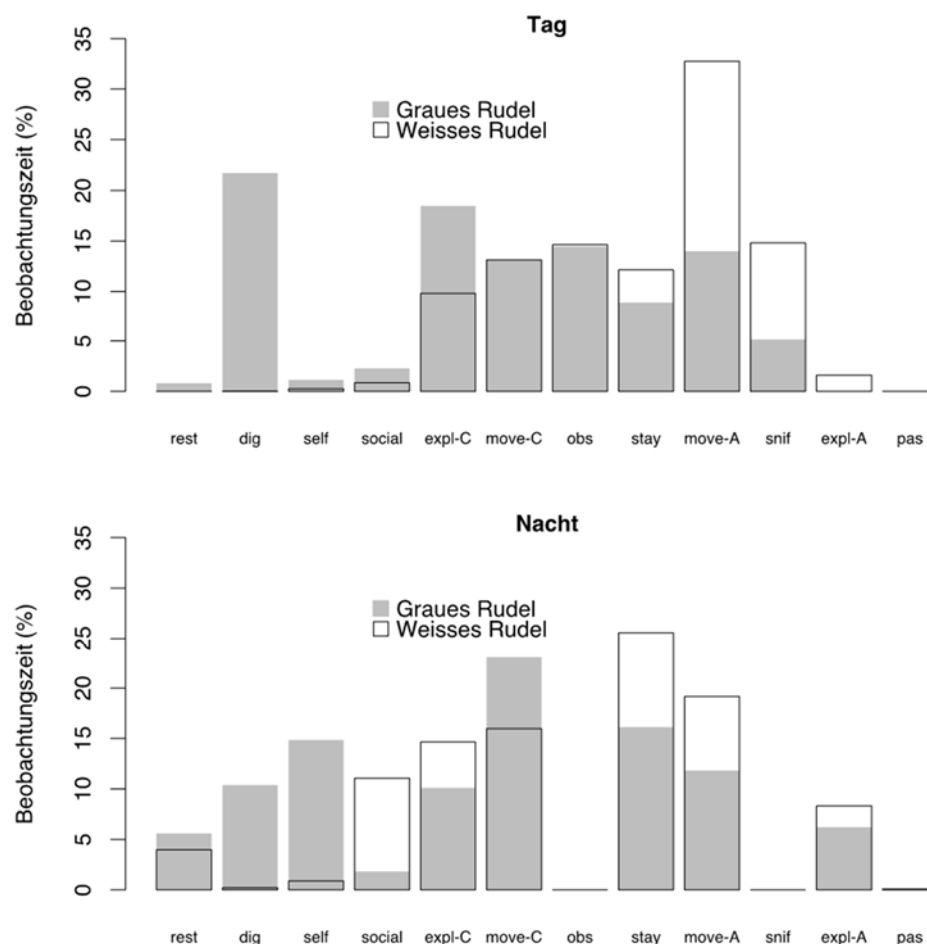 Tag
Beobachtungszeit (%)
35
30
25
20
15
10
5
0
Graues Rudel
Weisses Rudel
rest dig self social expl-C move-C obs stay move-A snif expl-A pas
Nacht
Beobachtungszeit (%)
35
30
25
20
15
10
5
0
Graues Rudel
Weisses Rudel
rest dig self social expl-C move-C obs stay move-A snif expl-A pas